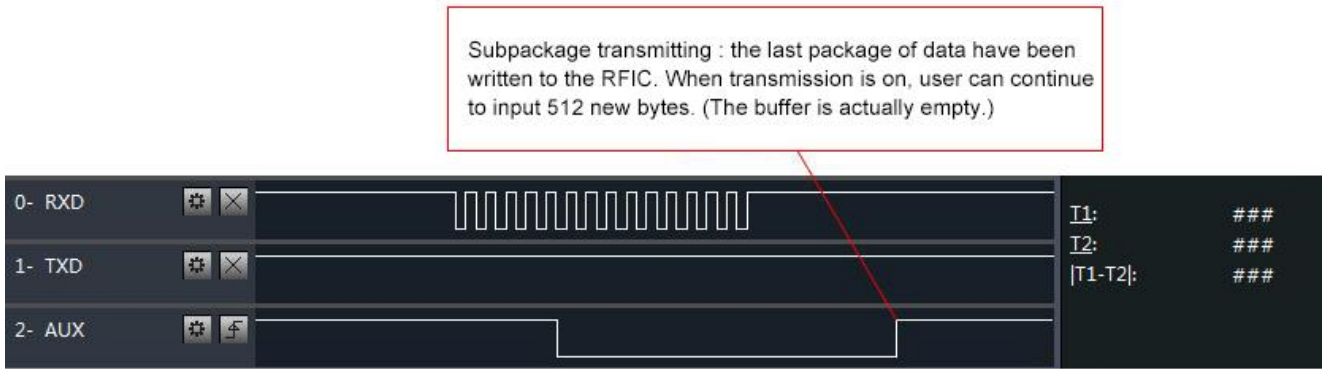 Subpackage transmitting : the last package of data have been
written to the RFIC. When transmission is on, user can continue
to input 512 new bytes. (The buffer is actually empty.)
0- RXD
T1: ###
1- TXD
T2: ###
|T1-T2|: ###
2- AUX